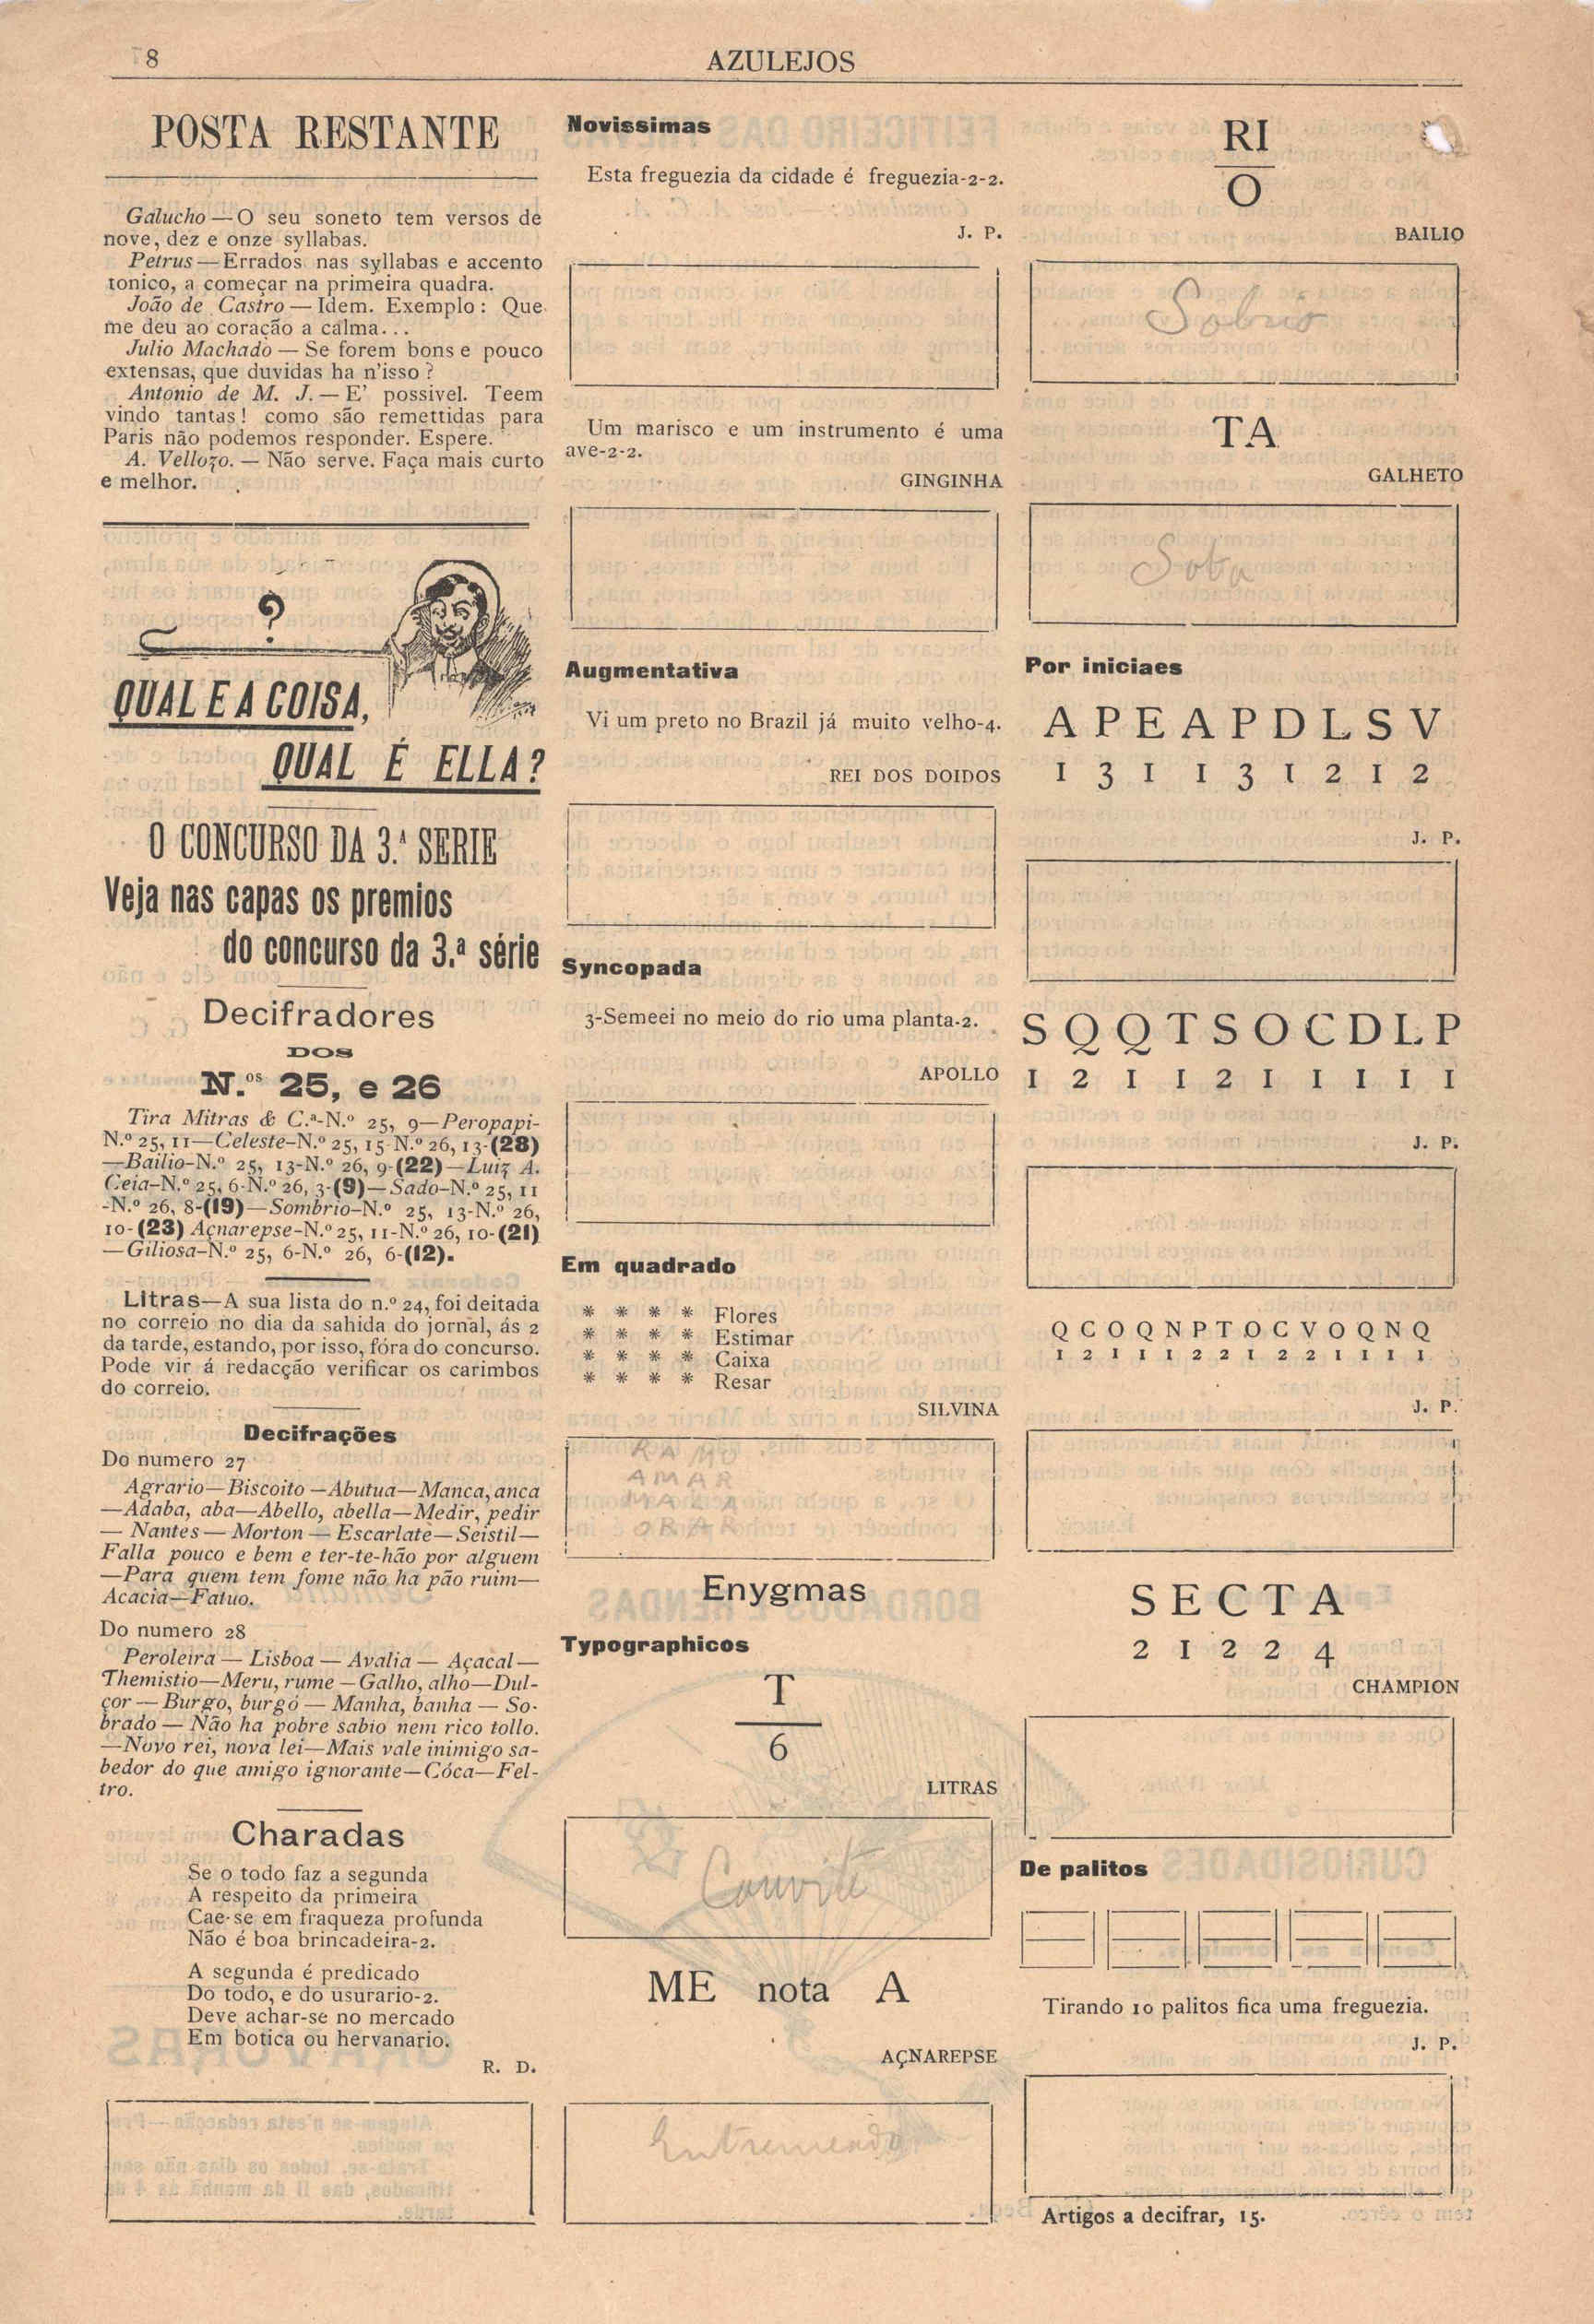 8
AZULEJOS
POSTA RESTANTE
Galucho — O seu soneto tem versos de
nove, dez e onze syllabas.
Petrus — Errados nas syllabas e accento
tonico, a começar na primeira quadra.
João de Castro — Idem. Exemplo: Que
me deu ao coração a calma...
Julio Machado — Se forem bons e pouco
extensas, que duvidas ha n'isso?
Antonio de M. J. — E' possivel. Teem
vindo tantas! como são remettidas para
Paris não podemos responder. Espere.
A. Vellozo. — Não serve. Faça mais curto
e melhor.
?
QUAL E A COISA,
QUAL É ELLA?
O CONCURSO DA 3.ª SERIE
Veja nas capas os premios
do concurso da 3.ª série
Decifradores
DOS
N.ºs 25, e 26
Tira Mitras & C.ª-N.º 25, 9—Peropapi-
N.º 25, 11—Celeste-N.º 25, 15-N.º 26, 13-(28)
—Bailio-N.º 25, 13-N.º 26, 9-(22)—Luiz A.
Ceia-N.º 25, 6-N.º 26, 3-(9)—Sado-N.º 25, 11
-N.º 26, 8-(19)—Sombrio-N.º 25, 13-N.º 26,
10-(23) Açnarepse-N.º 25, 11-N.º 26, 10-(21)
—Giliosa-N.º 25, 6-N.º 26, 6-(12).
Litras—A sua lista do n.º 24, foi deitada
no correio no dia da sahida do jornal, ás 2
da tarde, estando, por isso, fóra do concurso.
Pode vir á redacção verificar os carimbos
do correio.
Decifrações
Do numero 27
Agrario—Biscoito—Abutua—Manca, anca
—Adaba, aba—Abello, abella—Medir, pedir
— Nantes — Morton — Escarlate — Seistil—
Falla pouco e bem e ter-te-hão por alguem
—Para quem tem fome não ha pão ruim—
Acacia—Fatuo.
Do numero 28
Peroleira — Lisboa — Avalia — Açacal—
Themistio—Meru, rume — Galho, alho—Dul-
çor — Burgo, burgó — Manha, banha — So-
brado — Não ha pobre sabio nem rico tollo.
—Novo rei, nova lei—Mais vale inimigo sa-
bedor do que amigo ignorante—Cóca—Fel-
tro.
Charadas
Se o todo faz a segunda
A respeito da primeira
Cae-se em fraqueza profunda
Não é boa brincadeira-2.
A segunda é predicado
Do todo, e do usurario-2.
Deve achar-se no mercado
Em botica ou hervanario.
R. D.
Novissimas
Esta freguezia da cidade é freguezia-2-2.
J. P.
Um marisco e um instrumento é uma
ave-2-2.
GINGINHA
Augmentativa
Vi um preto no Brazil já muito velho-4.
REI DOS DOIDOS
Syncopada
3-Semeei no meio do rio uma planta-2.
APOLLO
Em quadrado
* * * * Flores
* * * * Estimar
* * * * Caixa
* * * * Resar
SILVINA
RAMO
AMAR
MALA
ORAR
Enygmas
Typographicos
T
6
LITRAS
Convite
ME nota A
AÇNAREPSE
Entremeado
RI
O
BAILIO
Sobrio
TA
GALHETO
Sota
Por iniciaes
A P E A P D L S V
1 3 1 1 3 1 2 1 2
J. P.
S Q Q T S O C D L P
1 2 1 1 2 1 1 1 1 1
J. P.
Q C O Q N P T O C V O Q N Q
1 2 1 1 1 2 2 1 2 2 1 1 1 1
J. P.
S E C T A
2 1 2 2 4
CHAMPION
De palitos
Tirando 10 palitos fica uma freguezia.
J. P.
Artigos a decifrar, 15.